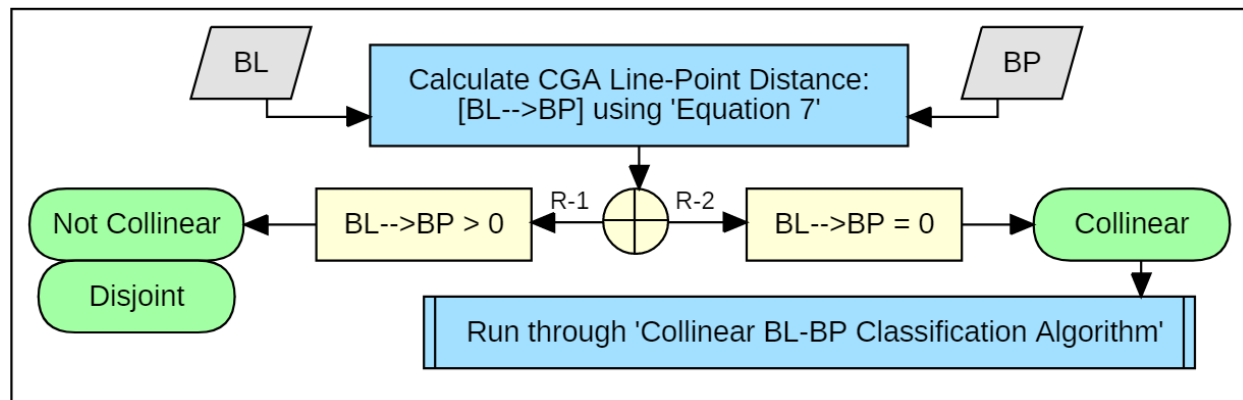 BL
Calculate CGA Line-Point Distance:
[BL-->BP] using 'Equation 7'
BP
R-1
R-2
Not Collinear
BL-->BP > 0
BL-->BP = 0
Collinear
Disjoint
Run through 'Collinear BL-BP Classification Algorithm'